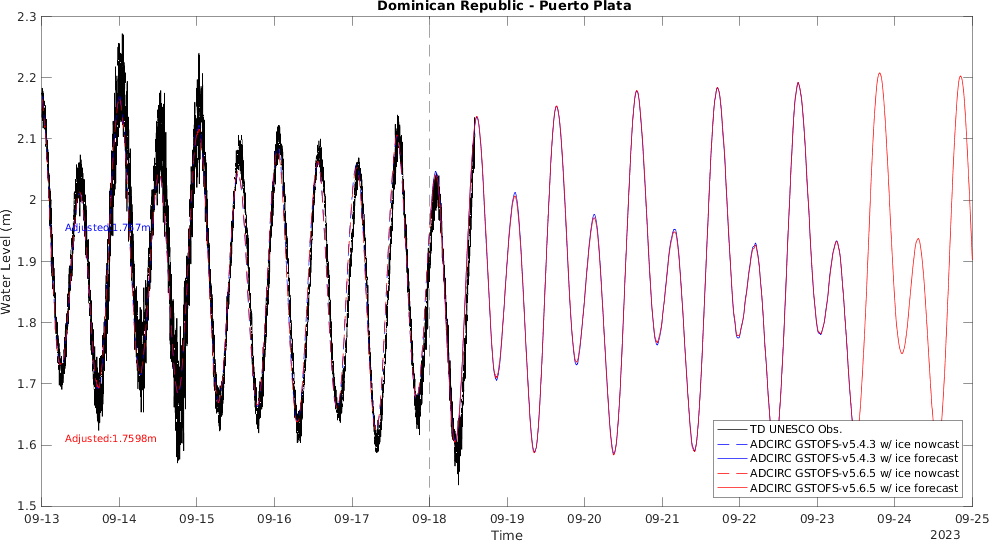 Dominican Republic - Puerto Plata
2.3
2.2
2.1
2
1.9
1.8
1.7
1.6
1.5
Water Level (m)
Adjusted:1.7598m
TD UNESCO Obs.
ADCIRC GSTOFS-v5.4.3 w/ ice nowcast
ADCIRC GSTOFS-v5.4.3 w/ ice forecast
ADCIRC GSTOFS-v5.6.5 w/ ice nowcast
ADCIRC GSTOFS-v5.6.5 w/ ice forecast
09-13 09-14 09-15 09-16 09-17 09-18 09-19 09-20 09-21 09-22 09-23 09-24 09-25
Time
2023